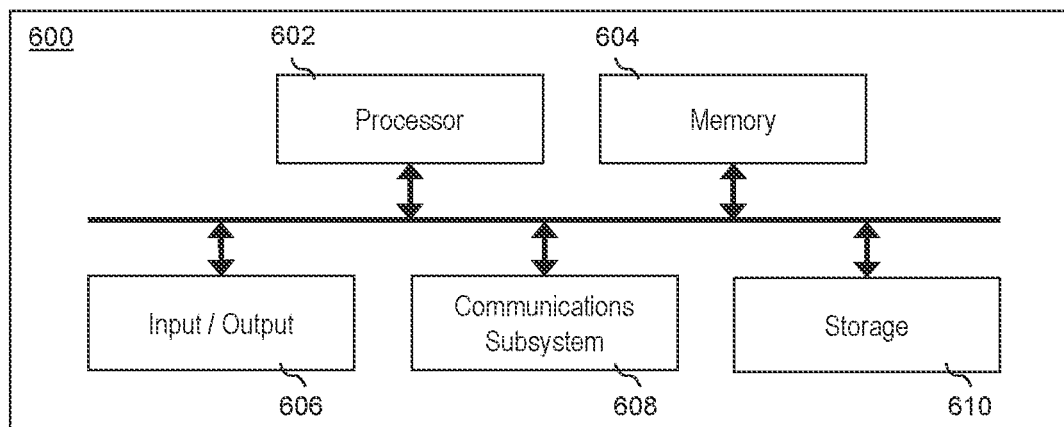 600
602
604
Processor
Memory
Input / Output
Communications
Subsystem
Storage
606
608
610